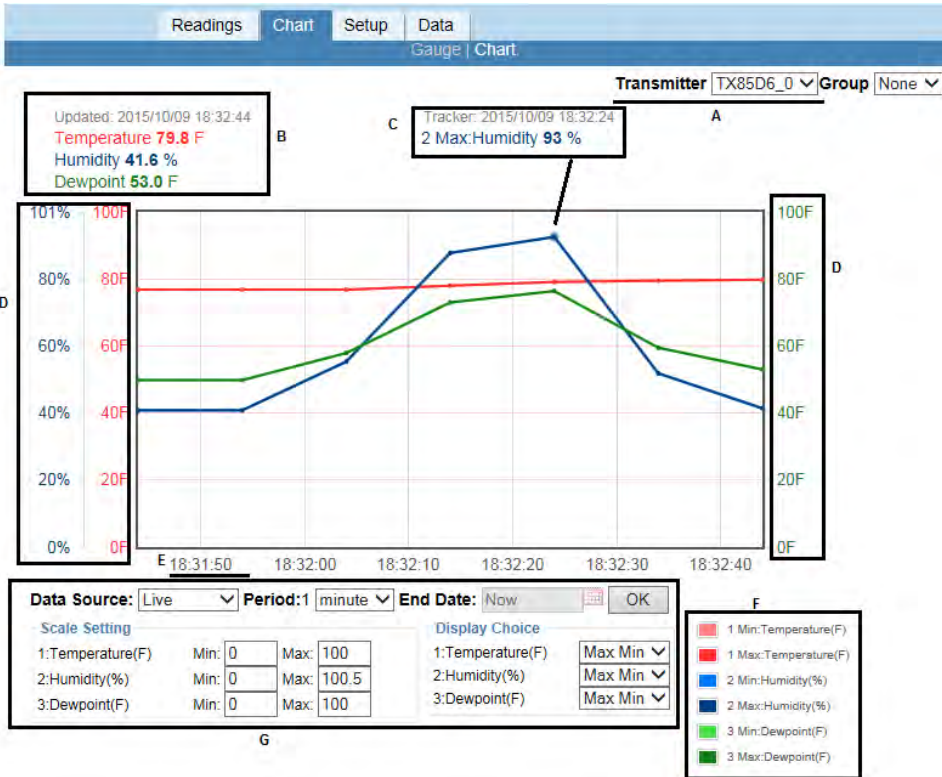 Readings Chart Setup Data
Gauge | Chart
Transmitter TX85D6_0 Group None
A
Updated: 2015/10/09 18:32:44
Temperature 79.8 F
Humidity 41.6 %
Dewpoint 53.0 F
B
C
Tracker: 2015/10/09 18:32:24
2 Max:Humidity 93 %
101% 100F 100F
80% 80F 80F
D D
60% 60F 60F
40% 40F 40F
20% 20F 20F
0% 0F 0F
E 18:31:50 18:32:00 18:32:10 18:32:20 18:32:30 18:32:40
Data Source: Live Period:1 minute End Date: Now OK
Scale Setting Display Choice
1:Temperature(F) Min: 0 Max: 100 1:Temperature(F) Max Min
2:Humidity(%) Min: 0 Max: 100.5 2:Humidity(%) Max Min
3:Dewpoint(F) Min: 0 Max: 100 3:Dewpoint(F) Max Min
G
F
1 Min:Temperature(F)
1 Max:Temperature(F)
2 Min:Humidity(%)
2 Max:Humidity(%)
3 Min:Dewpoint(F)
3 Max:Dewpoint(F)